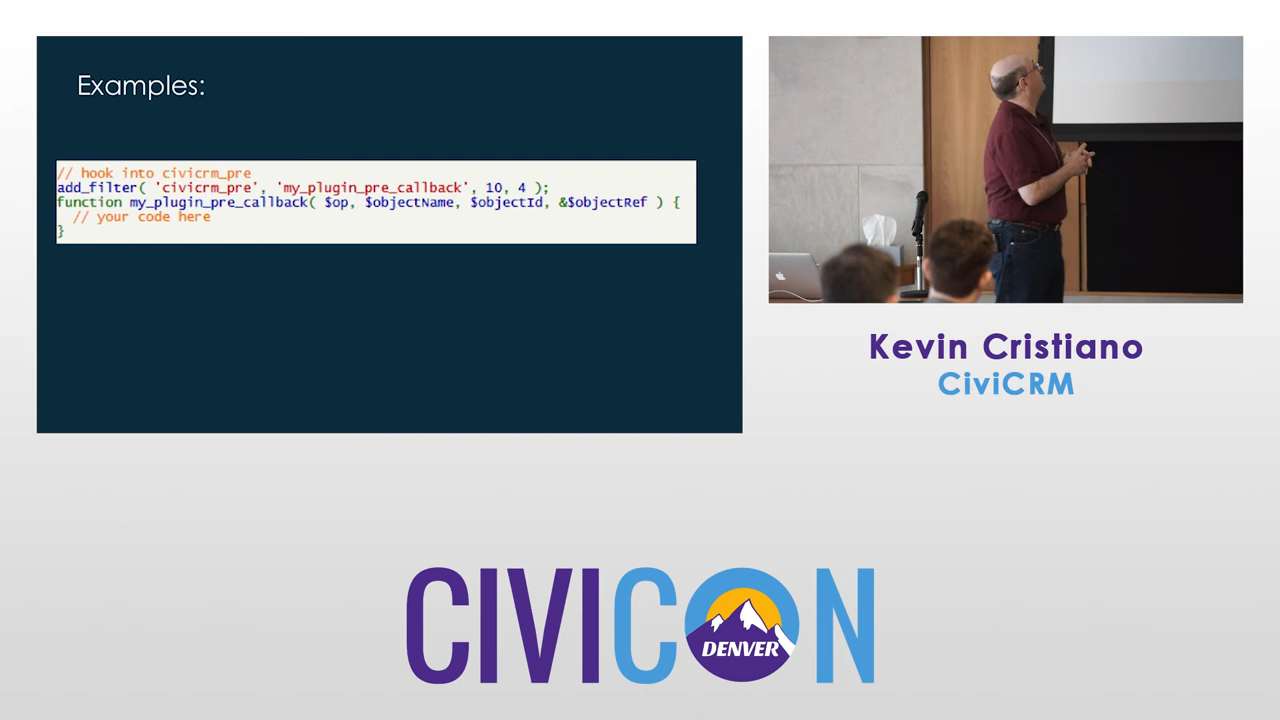 Examples:
// hook into civicrm_pre
add_filter( 'civicrm_pre', 'my_plugin_pre_callback', 10, 4 );
function my_plugin_pre_callback( $op, $objectName, $objectId, &$objectRef ) {
  // your code here
}
Kevin Cristiano
CiviCRM
CIVICON
DENVER